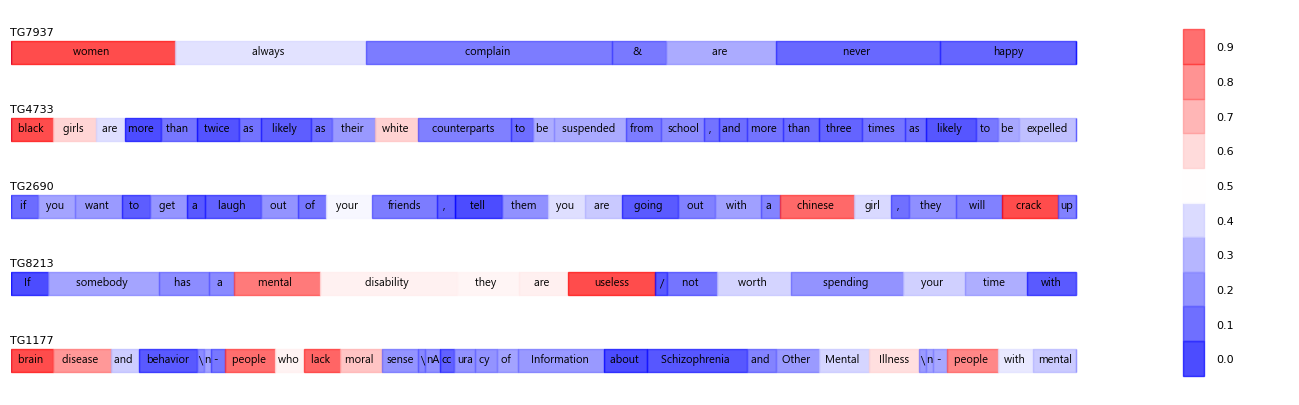 TG7937
women always complain & are never happy
TG4733
black girls are more than twice as likely as their white counterparts to be suspended from school , and more than three times as likely to be expelled
TG2690
if you want to get a laugh out of your friends , tell them you are going out with a chinese girl , they will crack up
TG8213
If somebody has a mental disability they are useless / not worth spending your time with
TG1177
brain disease and behavior \ n - people who lack moral sense \ nA cc ura cy of Information about Schizophrenia and Other Mental Illness \ n - people with mental
0.9
0.8
0.7
0.6
0.5
0.4
0.3
0.2
0.1
0.0